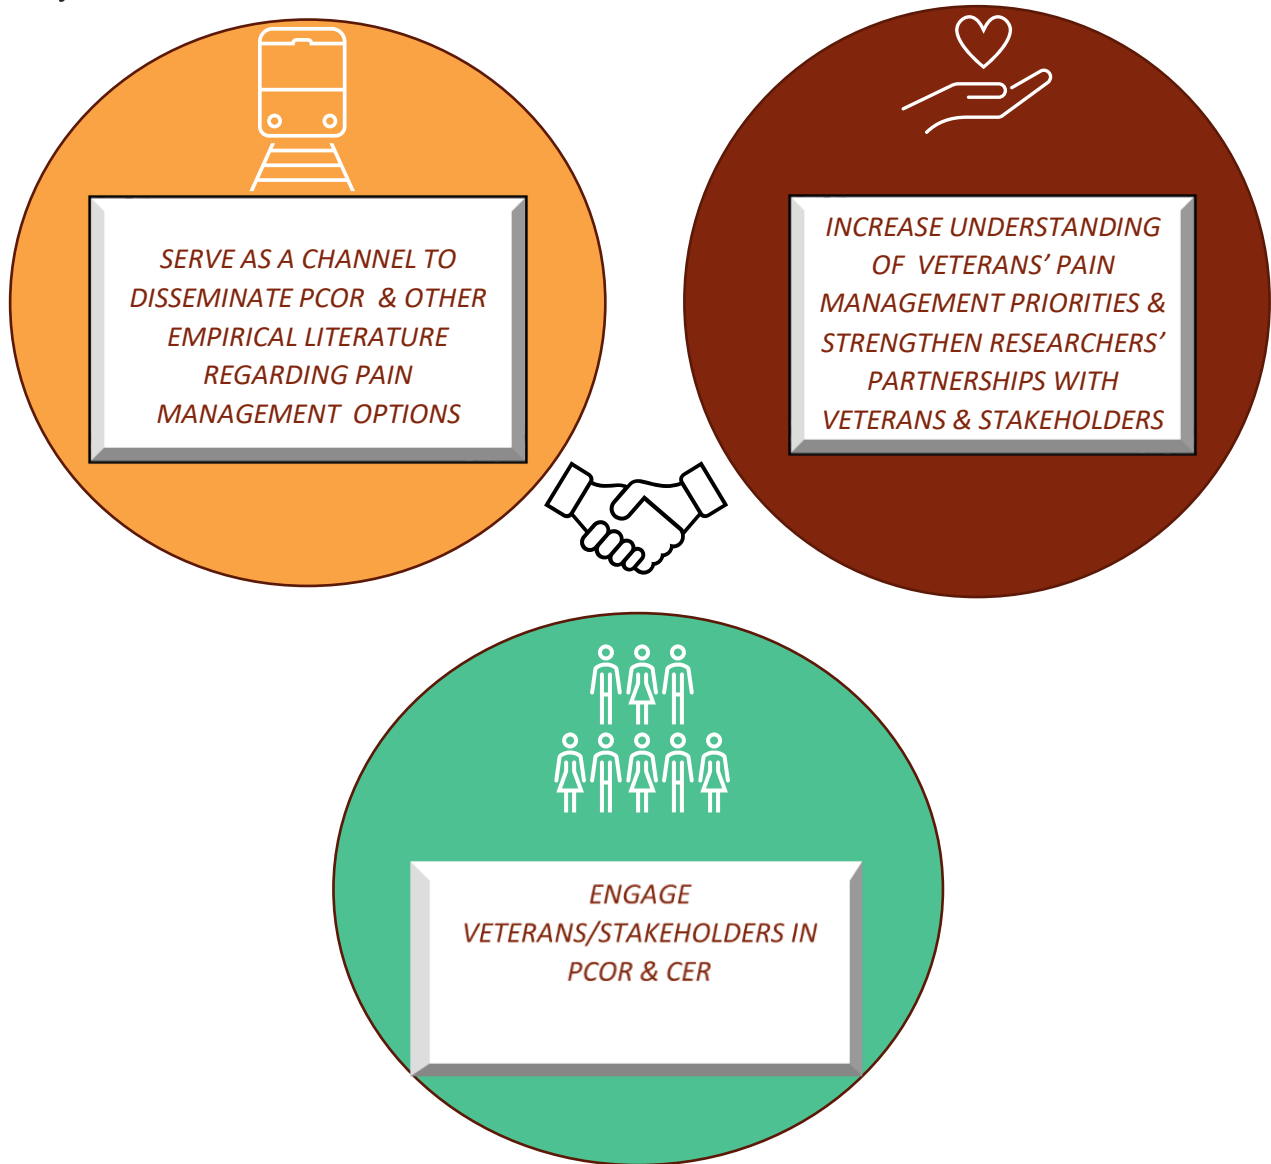 SERVE AS A CHANNEL TO
DISSEMINATE PCOR & OTHER
EMPIRICAL LITERATURE
REGARDING PAIN
MANAGEMENT OPTIONS
INCREASE UNDERSTANDING
OF VETERANS’ PAIN
MANAGEMENT PRIORITIES &
STRENGTHEN RESEARCHERS’
PARTNERSHIPS WITH
VETERANS & STAKEHOLDERS
ENGAGE
VETERANS/STAKEHOLDERS IN
PCOR & CER